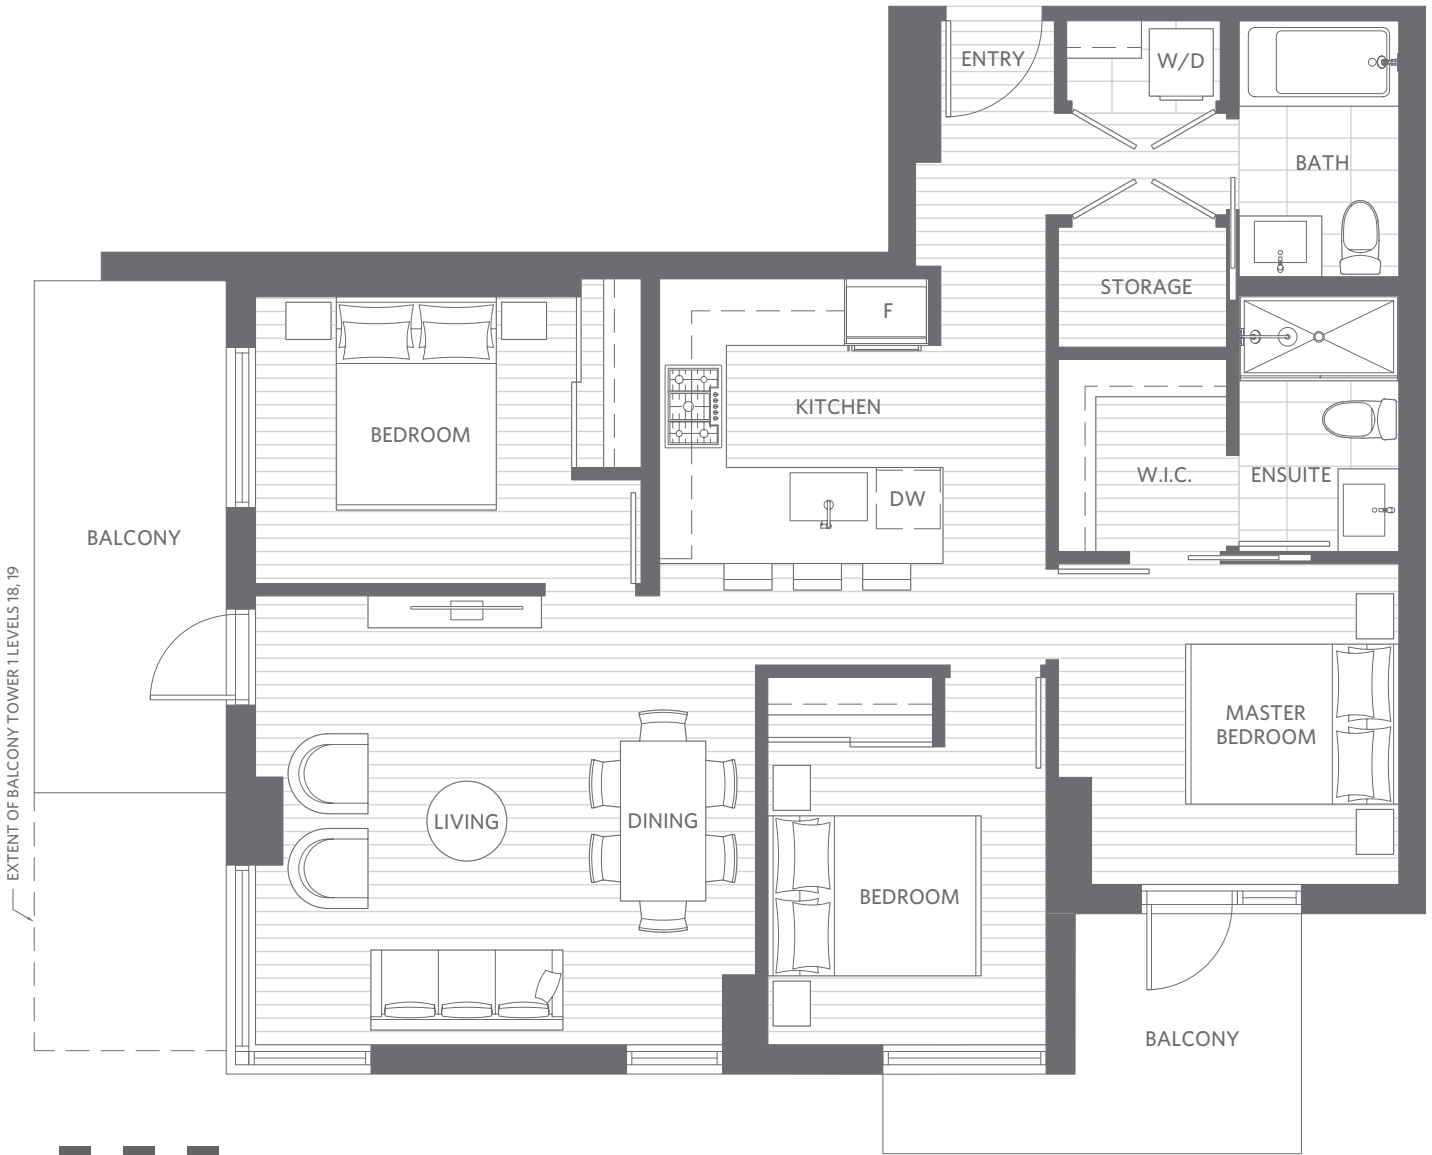 ENTRY
W/D
BATH
STORAGE
F
KITCHEN
BEDROOM
W.I.C.
ENSUITE
DW
BALCONY
EXTENT OF BALCONY TOWER 1 LEVELS 18, 19
MASTER
BEDROOM
LIVING
DINING
BEDROOM
BALCONY